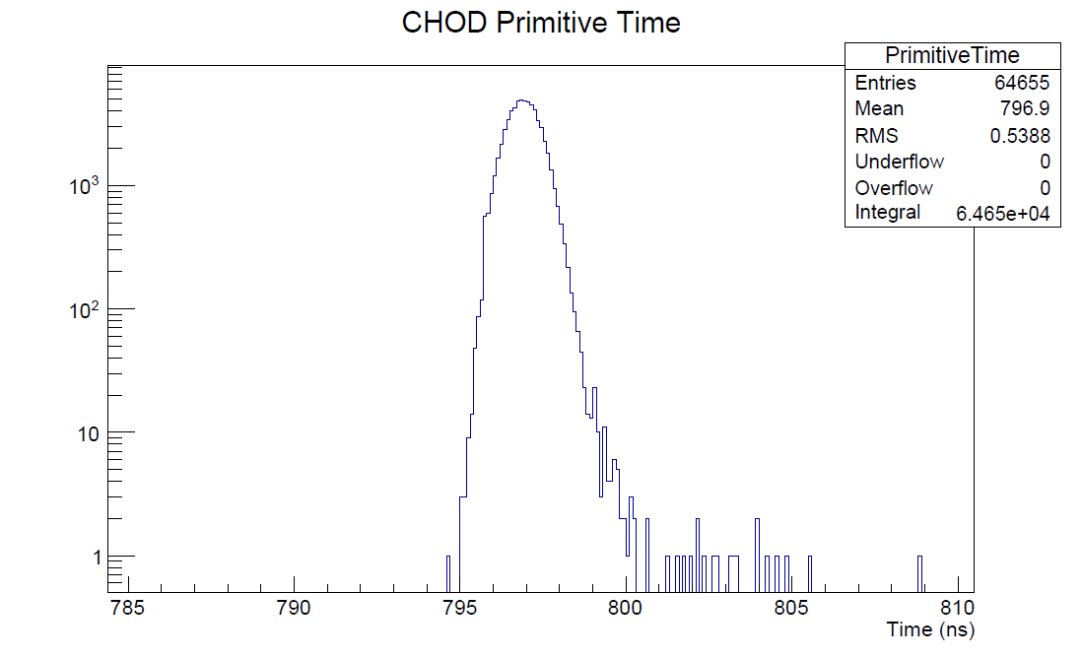 CHOD Primitive Time
PrimitiveTime
Entries 64655
Mean 796.9
RMS 0.5388
Underflow 0
Overflow 0
Integral 6.465e+04
10³
10²
10
1
785 790 795 800 805 810
Time (ns)